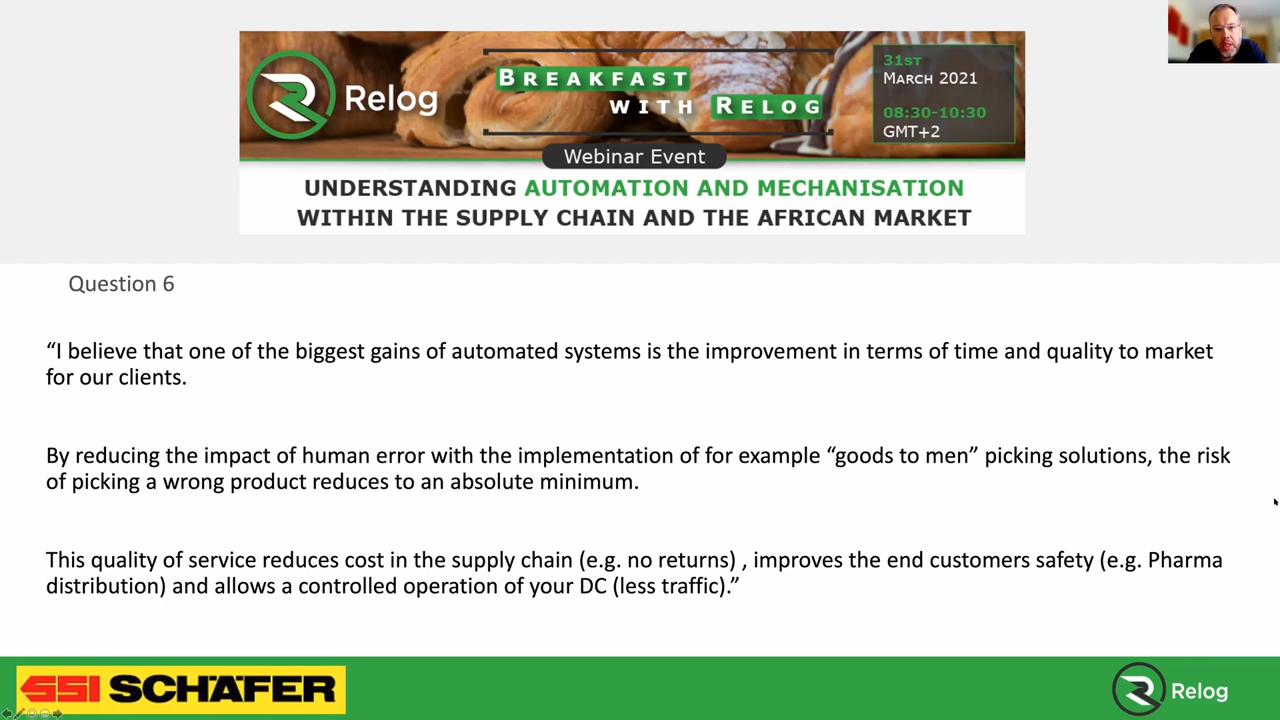 Relog
BREAKFAST
WITH RELOG
31ST
MARCH 2021
08:30-10:30
GMT+2
Webinar Event
UNDERSTANDING AUTOMATION AND MECHANISATION
WITHIN THE SUPPLY CHAIN AND THE AFRICAN MARKET
Question 6
“I believe that one of the biggest gains of automated systems is the improvement in terms of time and quality to market
for our clients.
By reducing the impact of human error with the implementation of for example “goods to men” picking solutions, the risk
of picking a wrong product reduces to an absolute minimum.
This quality of service reduces cost in the supply chain (e.g. no returns) , improves the end customers safety (e.g. Pharma
distribution) and allows a controlled operation of your DC (less traffic).”
SSI SCHÄFER
Relog